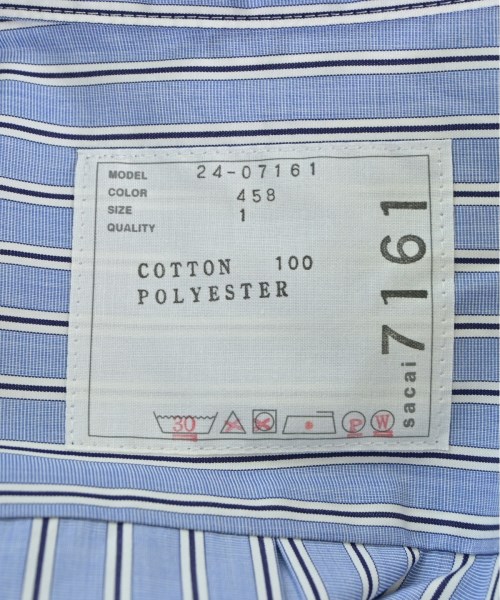 MODEL 24-07161
COLOR 458
SIZE 1
QUALITY
COTTON 100
POLYESTER
30 P W
sacai 7161